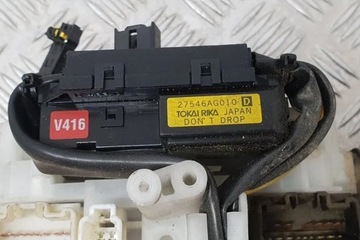 27546AG010 D
TOKAI RIKA JAPAN
DON'T DROP
V416